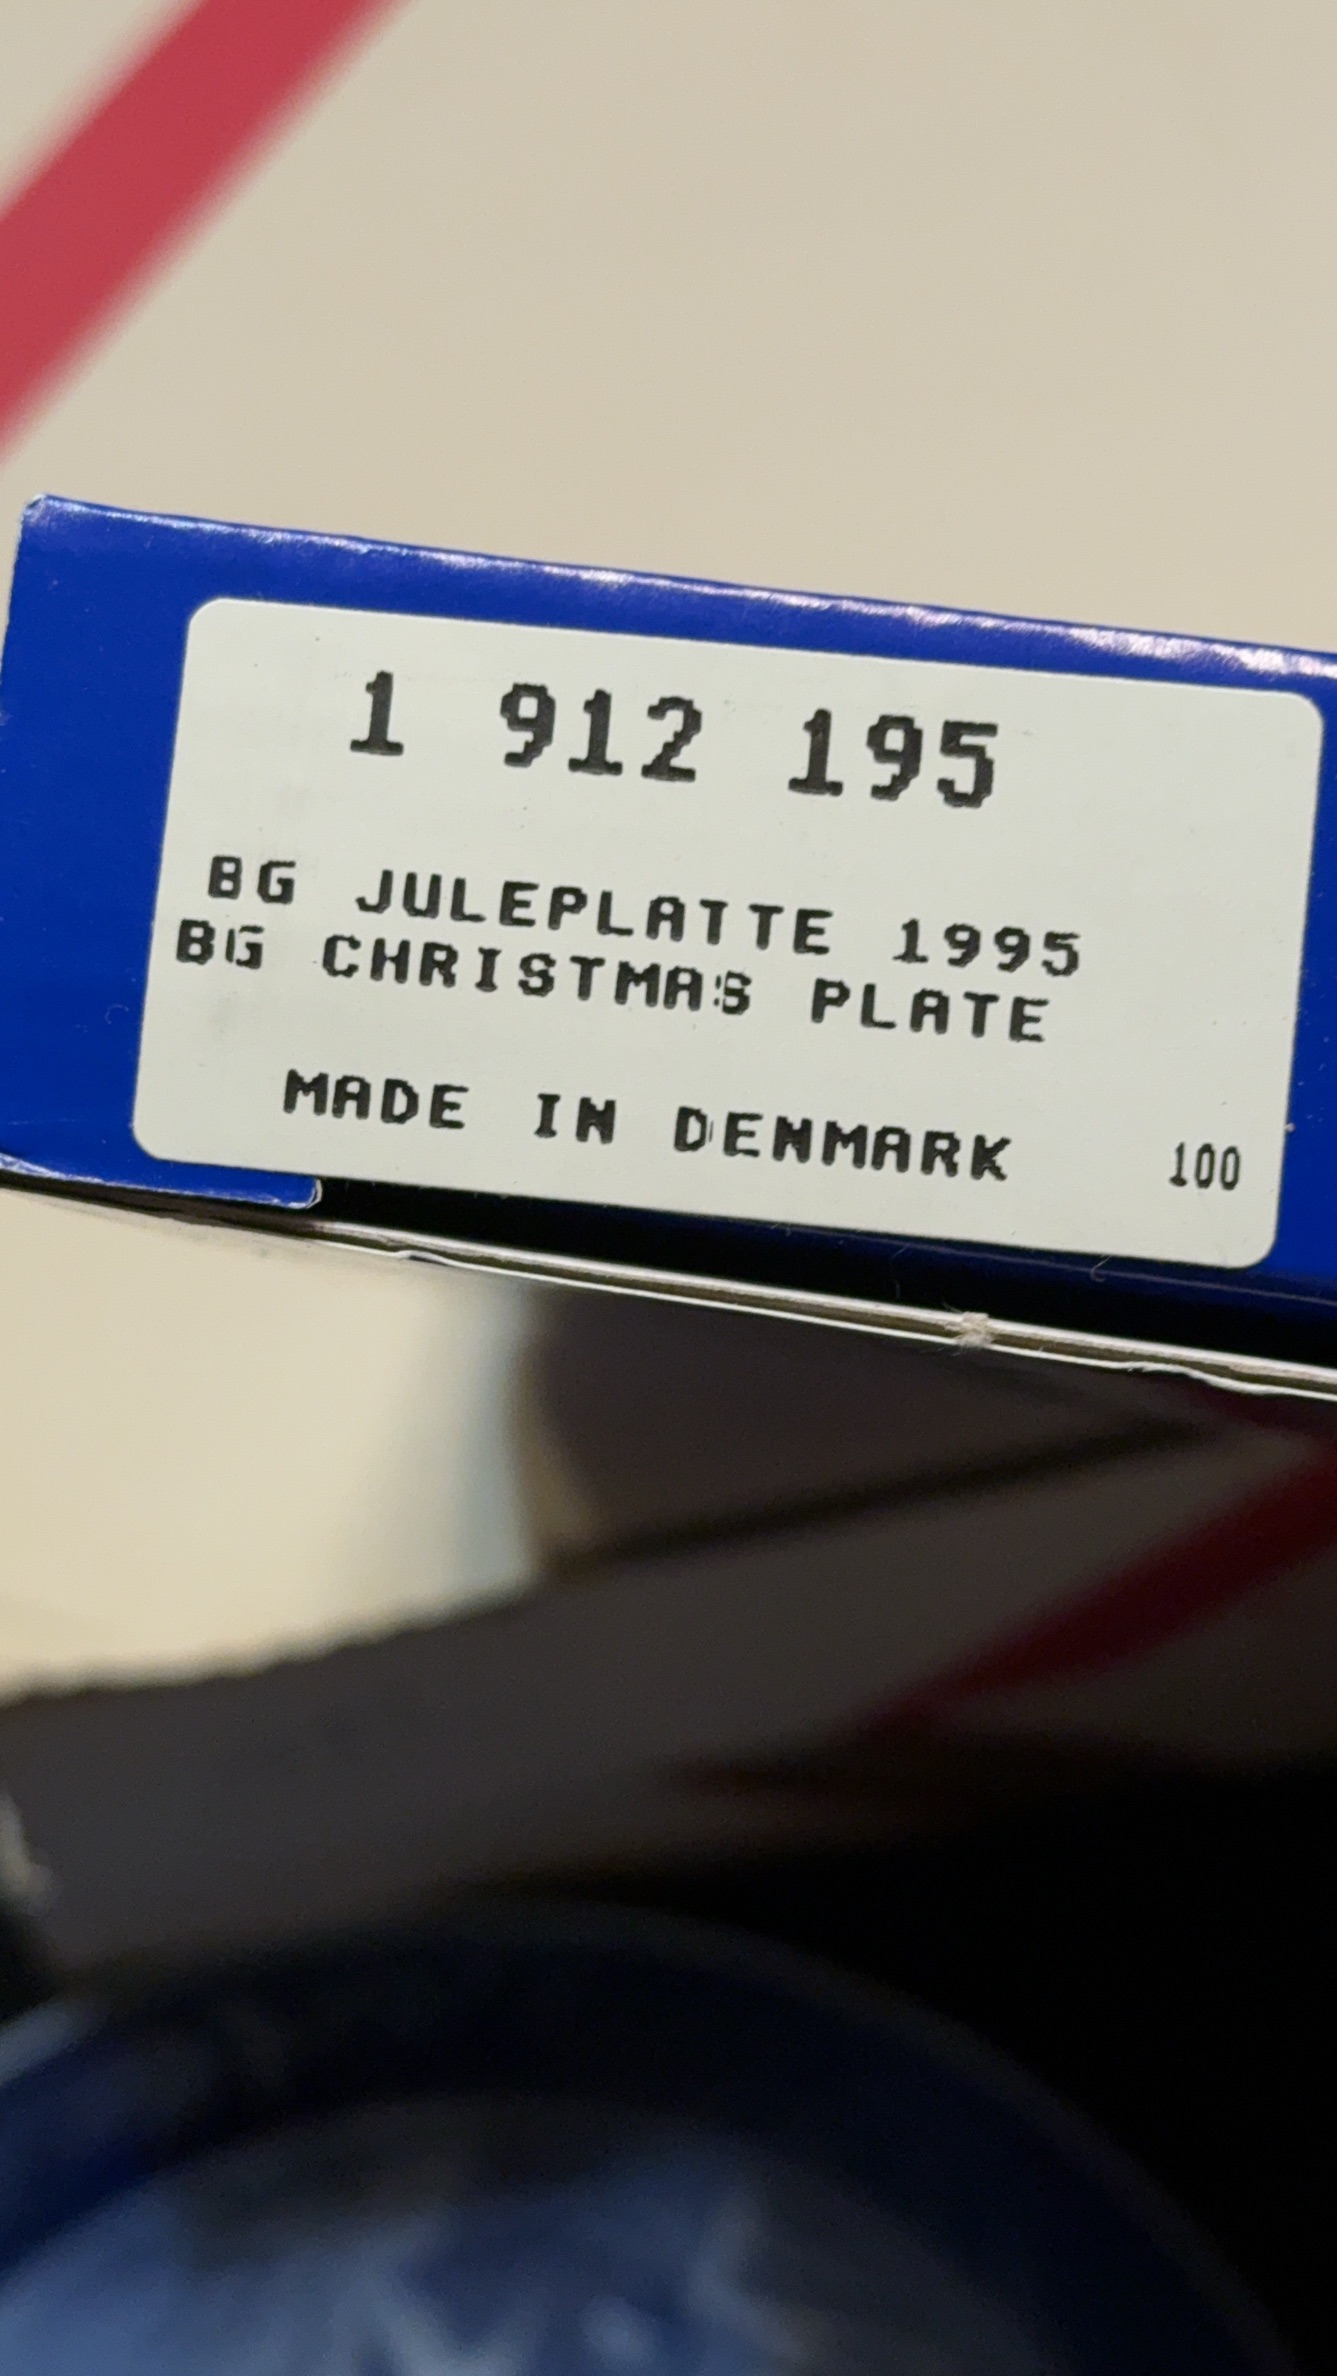 1 912 195
BG JULEPLATTE 1995
BG CHRISTMAS PLATE
MADE IN DENMARK 100